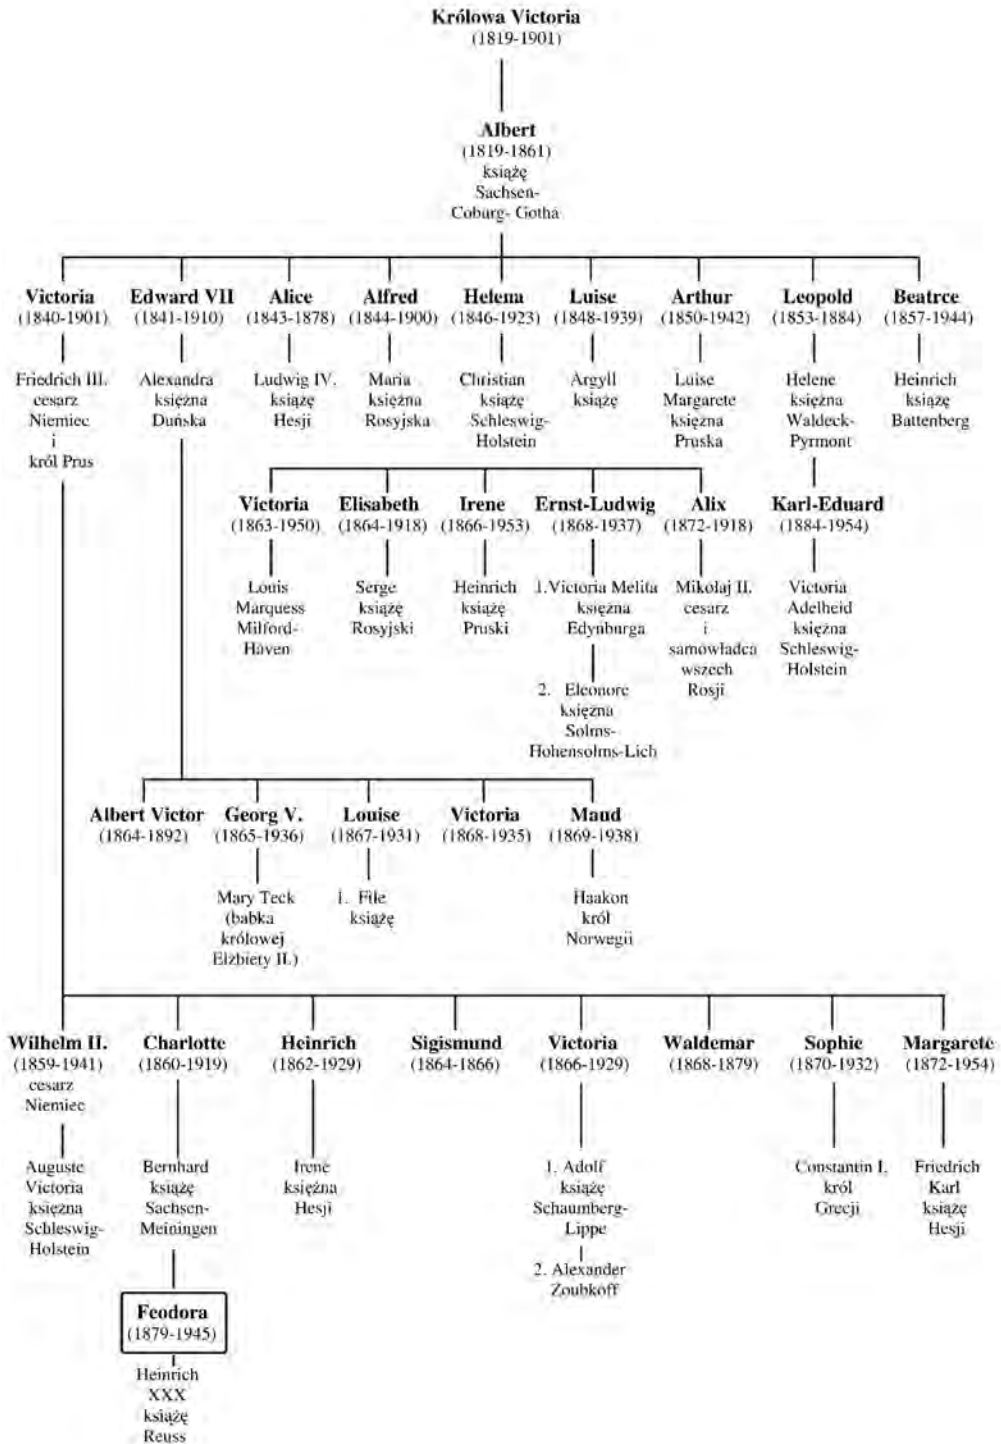 Królowa Victoria
(1819-1901)
Albert
(1819-1861)
książę
Sachsen-
Coburg- Gotha
Victoria
(1840-1901)
Friedrich III.
cesarz
Niemiec
i
król Prus
Edward VII
(1841-1910)
Alexandra
księżna
Duńska
Alice
(1843-1878)
Ludwig IV.
książę
Hesji
Alfred
(1844-1900)
Maria
księżna
Rosyjska
Helena
(1846-1923)
Christian
książę
Schleswig-
Holstein
Luise
(1848-1939)
Argyll
książę
Arthur
(1850-1942)
Luise
Margarete
księżna
Pruska
Leopold
(1853-1884)
Helene
księżna
Waldeck-
Pyrmont
Beatrce
(1857-1944)
Heinrich
książę
Battenberg
Victoria
(1863-1950)
Louis
Marquess
Milford-
Haven
Elisabeth
(1864-1918)
Serge
książę
Rosyjski
Irene
(1866-1953)
Heinrich
książę
Pruski
Ernst-Ludwig
(1868-1937)
1.Victoria Melita
księżna
Edynburga
2. Eleonore
księżna
Solms-
Hohensolms-Lich
Alix
(1872-1918)
Mikołaj II.
cesarz
i
samowładca
wszech
Rosji
Karl-Eduard
(1884-1954)
Victoria
Adelheid
księżna
Schleswig-
Holstein
Albert Victor
(1864-1892)
Georg V.
(1865-1936)
Mary Teck
(babka
królowej
Elżbiety II.)
Louise
(1867-1931)
1. Fife
książę
Victoria
(1868-1935)
Maud
(1869-1938)
Haakon
król
Norwegii
Wilhelm II.
(1859-1941)
cesarz
Niemiec
Auguste
Victoria
księżna
Schleswig-
Holstein
Charlotte
(1860-1919)
Bernhard
książę
Sachsen-
Meiningen
Feodora
(1879-1945)
Heinrich
XXX
książę
Reuss
Heinrich
(1862-1929)
Irene
księżna
Hesji
Sigismund
(1864-1866)
Victoria
(1866-1929)
1. Adolf
książę
Schaumberg-
Lippe
2. Alexander
Zoubkoff
Waldemar
(1868-1879)
Sophie
(1870-1932)
Constantin I.
król
Grecji
Margarete
(1872-1954)
Friedrich
Karl
książę
Hesji